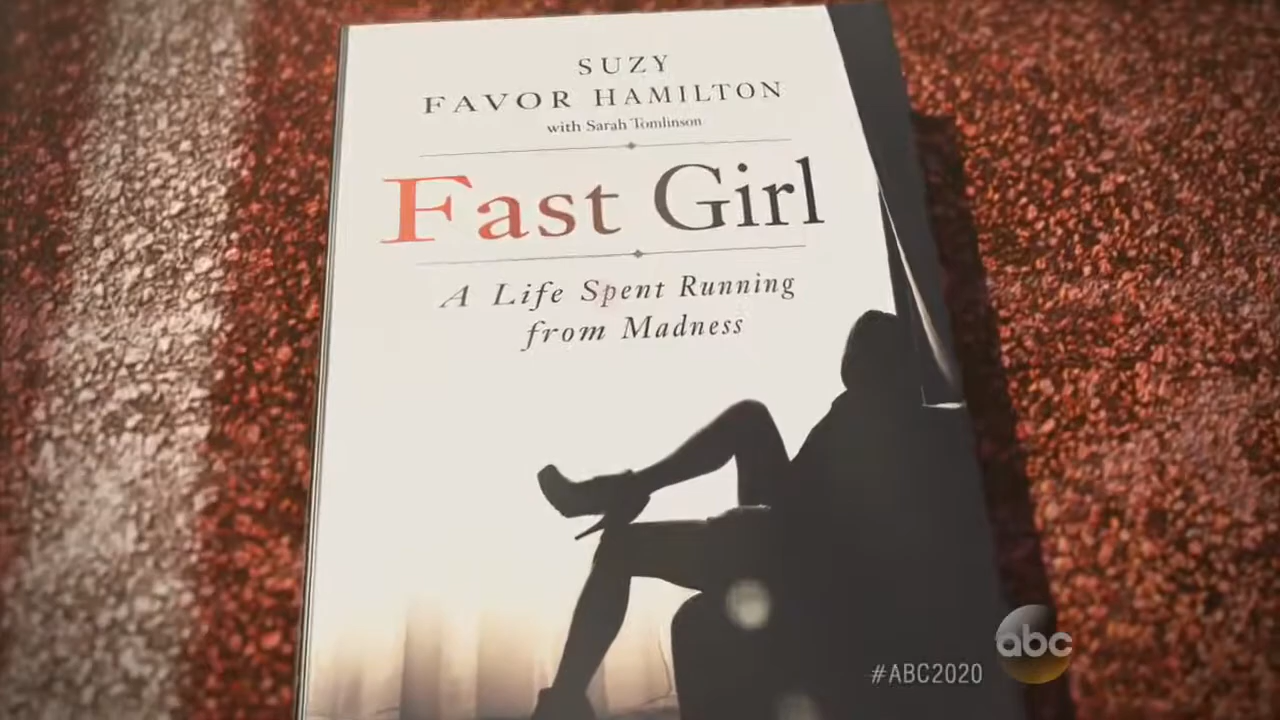 SUZY
FAVOR HAMILTON
with Sarah Tomlinson
Fast Girl
A Life Spent Running
from Madness
abc
#ABC2020